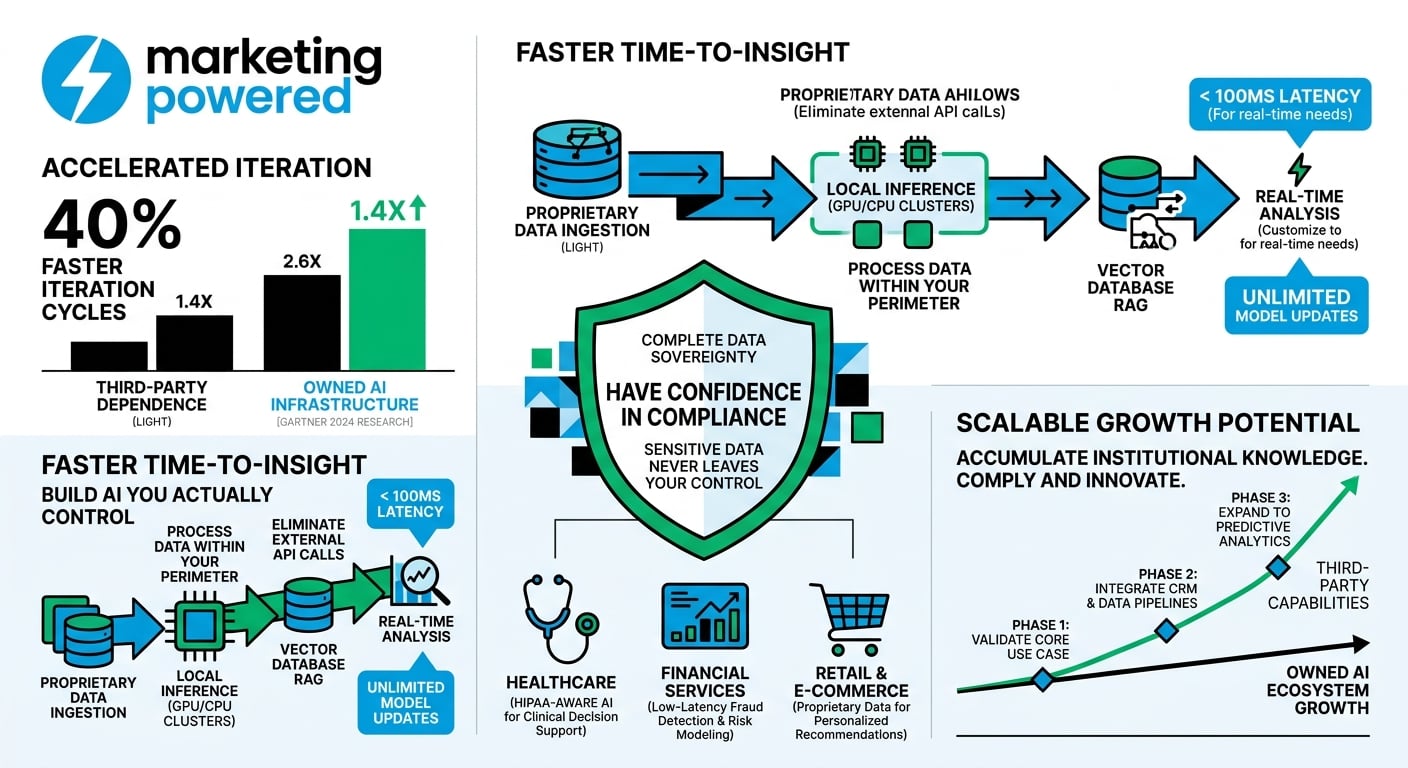 marketing
powered
ACCELERATED ITERATION
40%
FASTER
ITERATION
CYCLES
1.4X
2.6X
1.4X
THIRD-PARTY
DEPENDENCE
(LIGHT)
OWNED AI
INFRASTRUCTURE
[GARTNER 2024 RESEARCH]
FASTER TIME-TO-INSIGHT
BUILD AI YOU ACTUALLY
CONTROL
PROCESS
DATA WITHIN
YOUR
PERIMETER
ELIMINATE
EXTERNAL
API CALLS
< 100MS
LATENCY
PROPRIETARY
DATA
INGESTION
LOCAL
INFERENCE
(GPU/CPU
CLUSTERS)
VECTOR
DATABASE
RAG
REAL-TIME
ANALYSIS
UNLIMITED
MODEL
UPDATES
FASTER TIME-TO-INSIGHT
PROPRIETARY DATA AHILOWS
(Eliminate external API calLs)
PROPRIETARY
DATA INGESTION
(LIGHT)
LOCAL INFERENCE
(GPU/CPU CLUSTERS)
PROCESS DATA
WITHIN YOUR
PERIMETER
VECTOR
DATABASE
RAG
< 100MS LATENCY
(For real-time needs)
REAL-TIME
ANALYSIS
(Customize to
for real-time needs)
UNLIMITED
MODEL UPDATES
COMPLETE DATA
SOVEREIGNTY
HAVE CONFIDENCE
IN COMPLIANCE
SENSITIVE DATA
NEVER LEAVES
YOUR CONTROL
HEALTHCARE
(HIPAA-AWARE AI
for Clinical Decision
Support)
FINANCIAL
SERVICES
(Low-Latency Fraud
Detection & Risk
Modeling)
RETAIL &
E-COMMERCE
(Proprietary Data for
Personalized
Recommendations)
SCALABLE GROWTH POTENTIAL
ACCUMULATE INSTITUTIONAL KNOWLEDGE.
COMPLY AND INNOVATE.
PHASE 3:
EXPAND TO
PREDICTIVE
ANALYTICS
PHASE 2:
INTEGRATE CRM
& DATA PIPELINES
PHASE 1:
VALIDATE CORE
USE CASE
THIRD-
PARTY
CAPABILITIES
OWNED AI
ECOSYSTEM
GROWTH